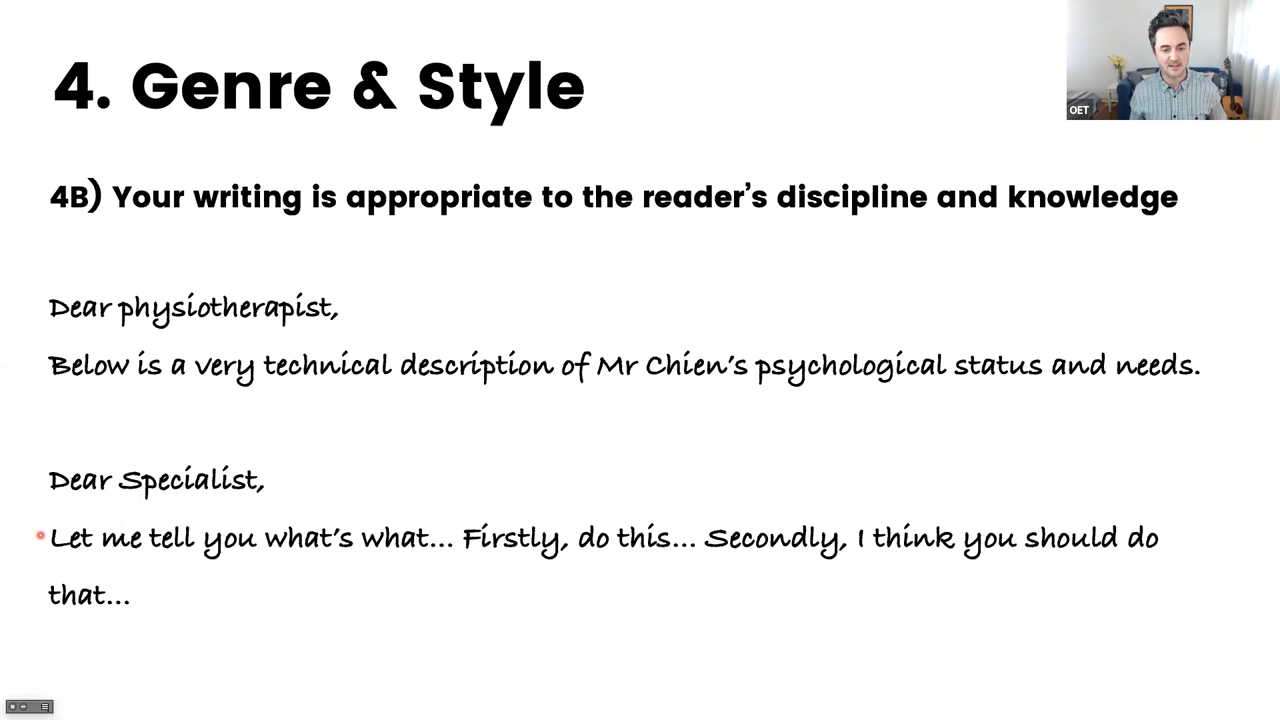 4. Genre & Style
OET
4B) Your writing is appropriate to the reader’s discipline and knowledge
Dear physiotherapist,
Below is a very technical description of Mr Chien’s psychological status and needs.
Dear Specialist,
Let me tell you what’s what... Firstly, do this... Secondly, I think you should do
that...